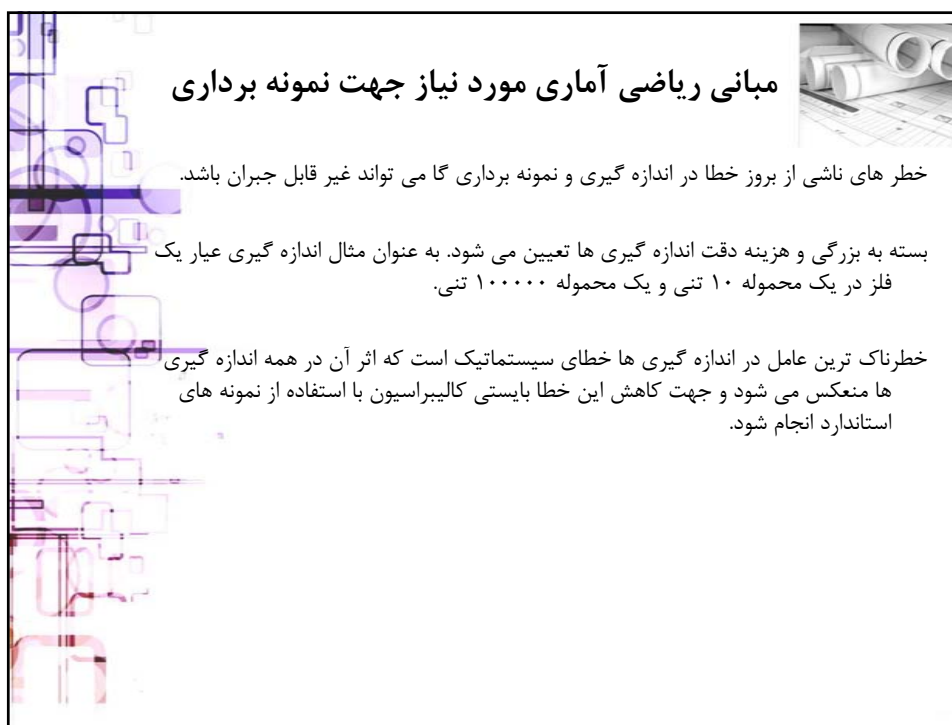 مبانی ریاضی آماری مورد نیاز جهت نمونه برداری
خطر های ناشی از بروز خطا در اندازه گیری و نمونه برداری گا می تواند غیر قابل جبران باشد.
بسته به بزرگی و هزینه دقت اندازه گیری ها تعیین می شود. به عنوان مثال اندازه گیری عیار یک
فلز در یک محموله ۱۰ تنی و یک محموله ۱۰۰۰۰۰ تنی.
خطرناک ترین عامل در اندازه گیری ها خطای سیستماتیک است که اثر آن در همه اندازه گیری
ها منعکس می شود و جهت کاهش این خطا بایستی کالیبراسیون با استفاده از نمونه های
استاندارد انجام شود.